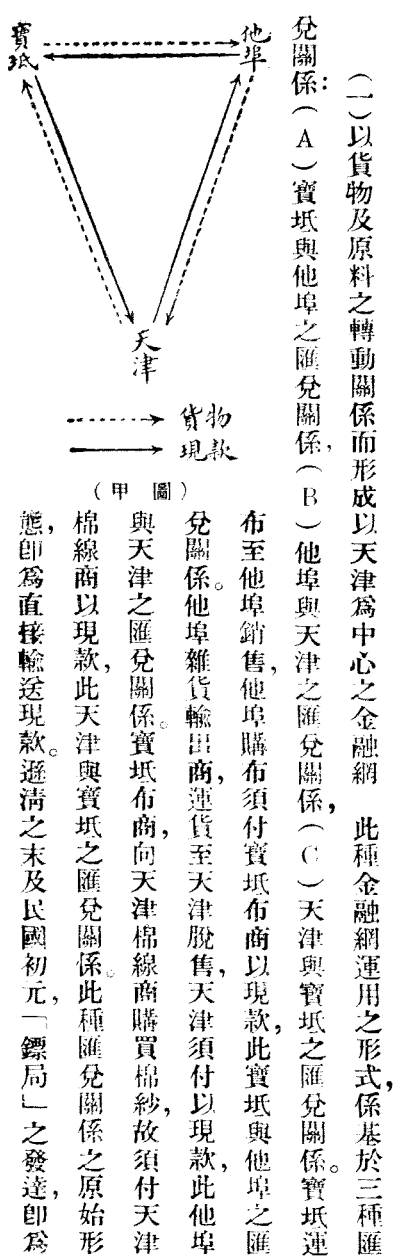 （一）以貨物及原料之轉動關係而形成以天津爲中心之金融網　此種金融網運用之形式，係基於三種匯
兌關係：（A）寶坻與他埠之匯兌關係，（B）他埠與天津之匯兌關係，（C）天津與寶坻之匯兌關係。寶坻運
布至他埠銷售，他埠購布須付寶坻布商以現款，此寶坻與他埠之匯
兌關係。他埠雜貨輸出商，運貨至天津脫售，天津須付以現款，此他埠
與天津之匯兌關係。寶坻布商，向天津棉線商購買棉紗，故須付天津
棉線商以現款，此天津與寶坻之匯兌關係。此種匯兌關係之原始形
態，即爲直接輸送現款。遜清之末及民國初元，「鏢局」之發達，即爲
他埠
寶坻
天津
貨物
現款
（甲圖）